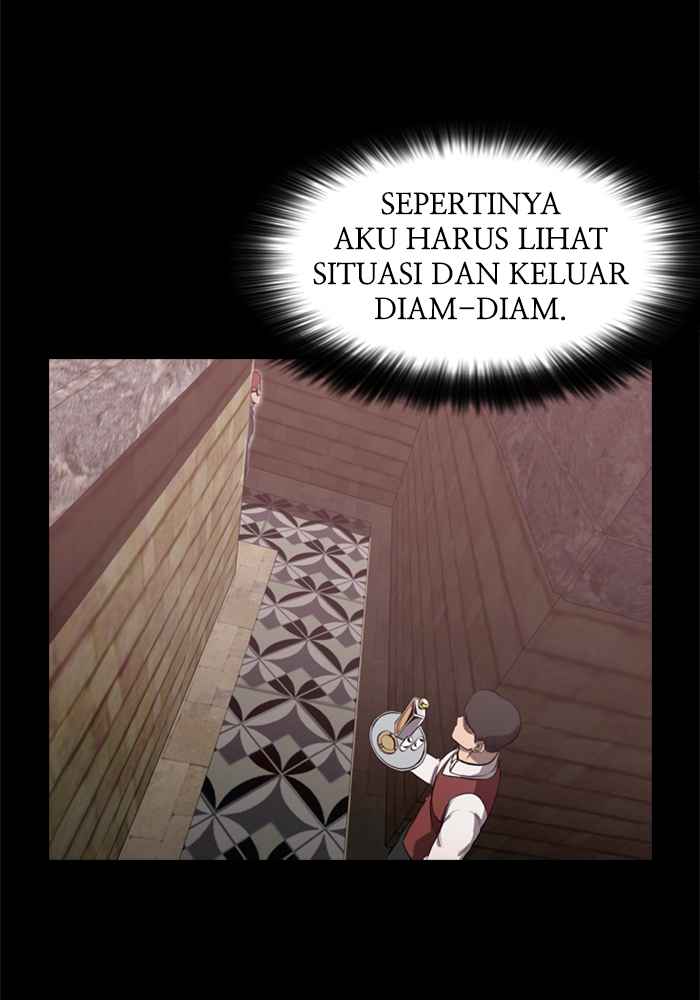 SEPERTINYA
AKU HARUS LIHAT
SITUASI DAN KELUAR
DIAM-DIAM.